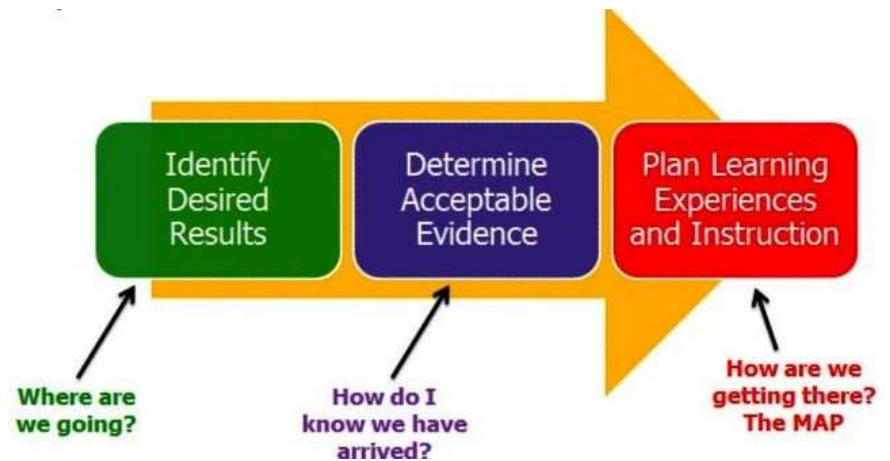 Identify
Desired
Results
Determine
Acceptable
Evidence
Plan Learning
Experiences
and Instruction
Where are
we going?
How do I
know we have
arrived?
How are we
getting there?
The MAP